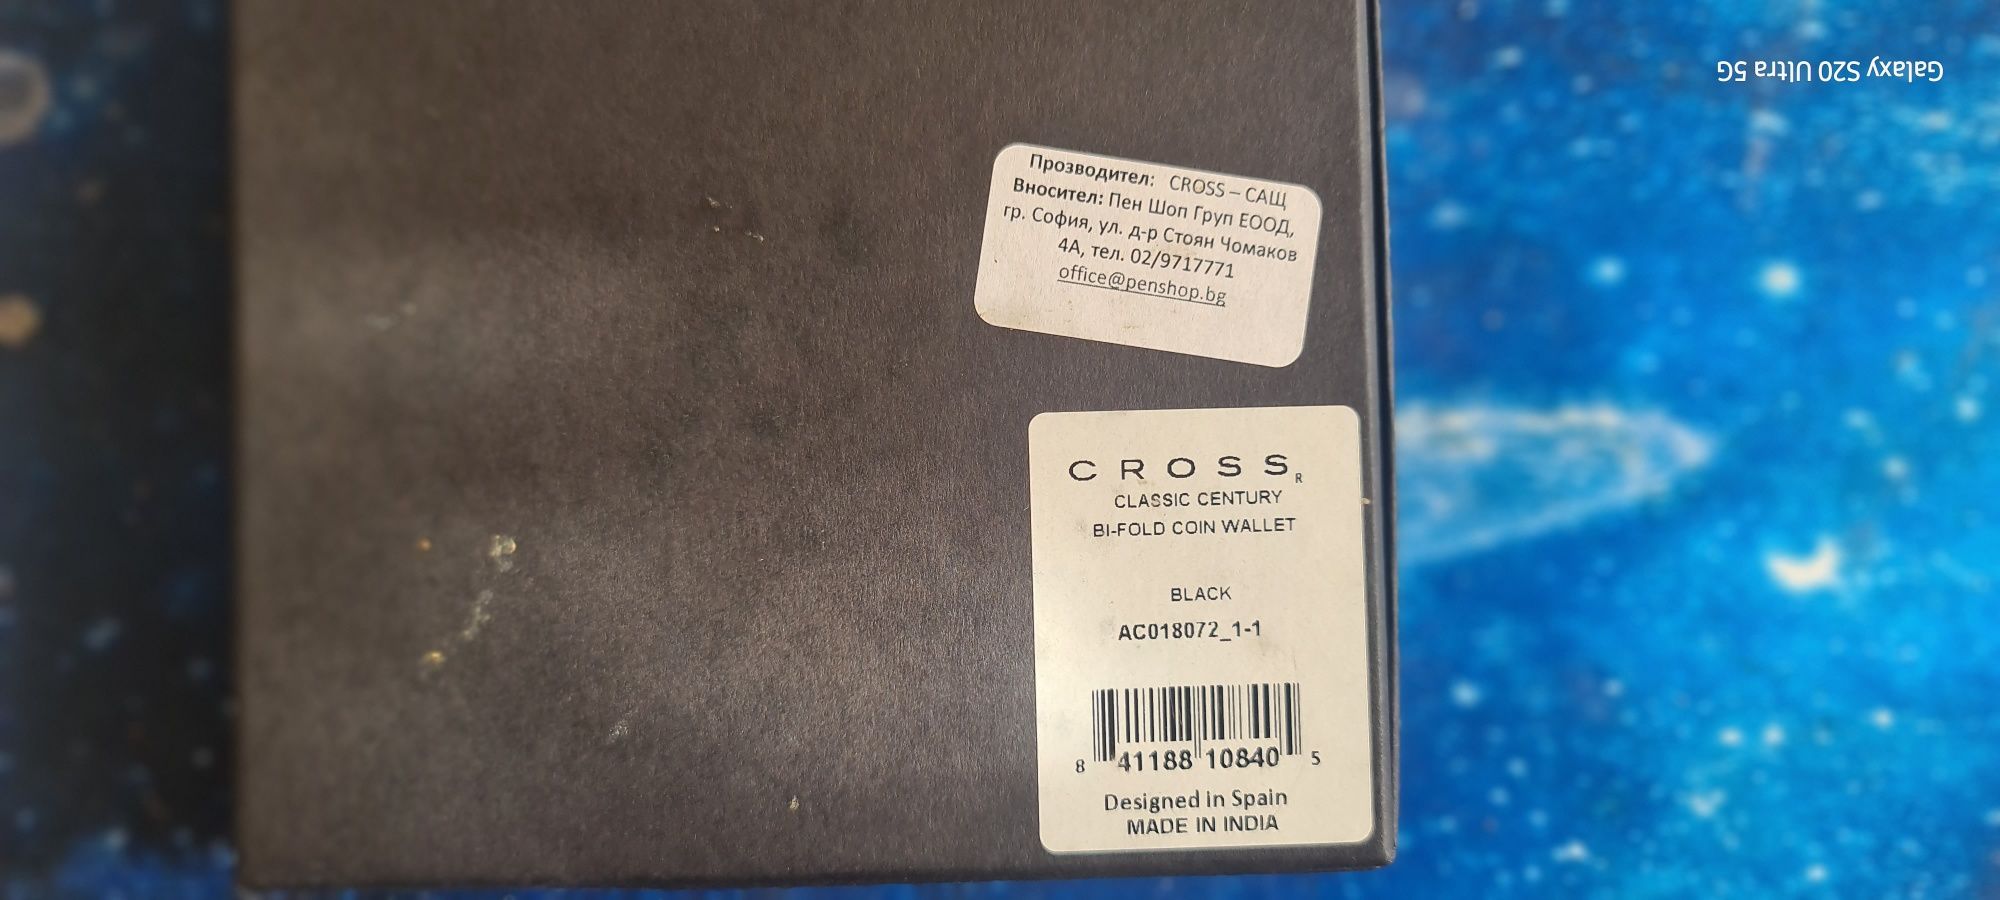 Galaxy S20 Ultra 5G
Прозводител: CROSS – САЩ
Вносител: Пен Шоп Груп ЕООД,
гр. София, ул. д-р Стоян Чомаков
4А, тел. 02/9717771
office@penshop.bg
CROSS R
CLASSIC CENTURY
BI-FOLD COIN WALLET
BLACK
AC018072_1-1
8 41188 10840 5
Designed in Spain
MADE IN INDIA